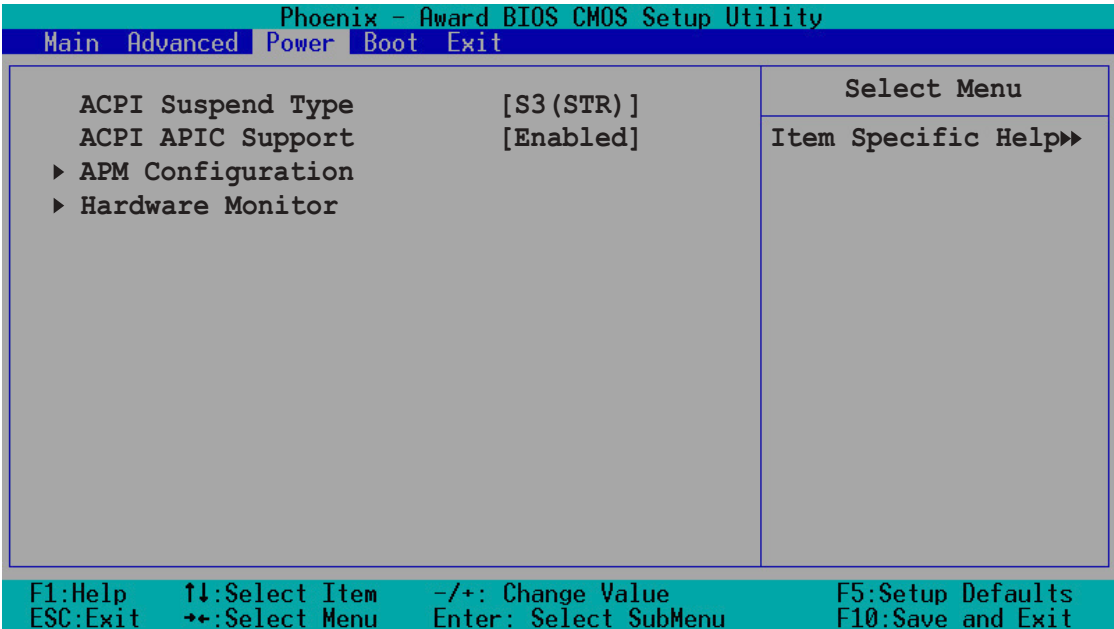 Phoenix - Award BIOS CMOS Setup Utility
Main Advanced Power Boot Exit
ACPI Suspend Type [S3(STR)]
ACPI APIC Support [Enabled]
▶ APM Configuration
▶ Hardware Monitor
Select Menu
Item Specific Help▶▶
F1:Help ↑↓:Select Item -/+: Change Value F5:Setup Defaults
ESC:Exit →←:Select Menu Enter: Select SubMenu F10:Save and Exit